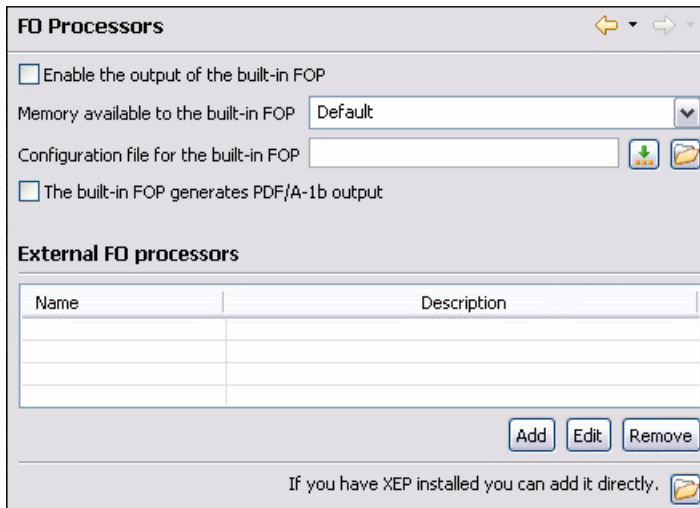 FO Processors
Enable the output of the built-in FOP
Memory available to the built-in FOP Default
Configuration file for the built-in FOP
The built-in FOP generates PDF/A-1b output
External FO processors
Name Description
Add Edit Remove
If you have XEP installed you can add it directly.